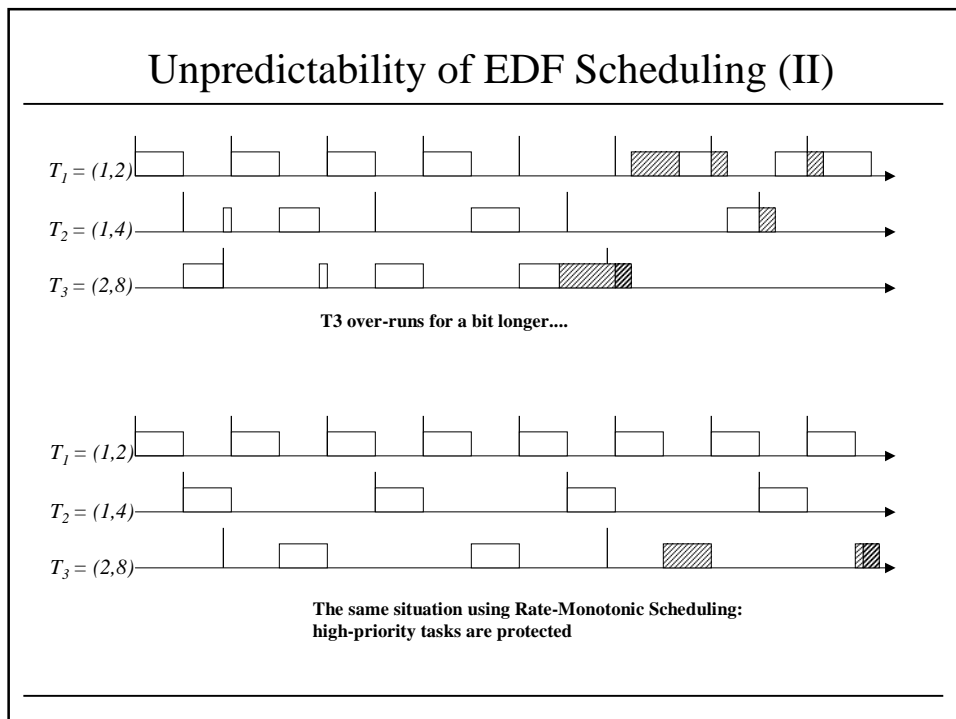 Unpredictability of EDF Scheduling (II)
T1 = (1,2)
T2 = (1,4)
T3 = (2,8)
T3 over-runs for a bit longer....
T1 = (1,2)
T2 = (1,4)
T3 = (2,8)
The same situation using Rate-Monotonic Scheduling:
high-priority tasks are protected